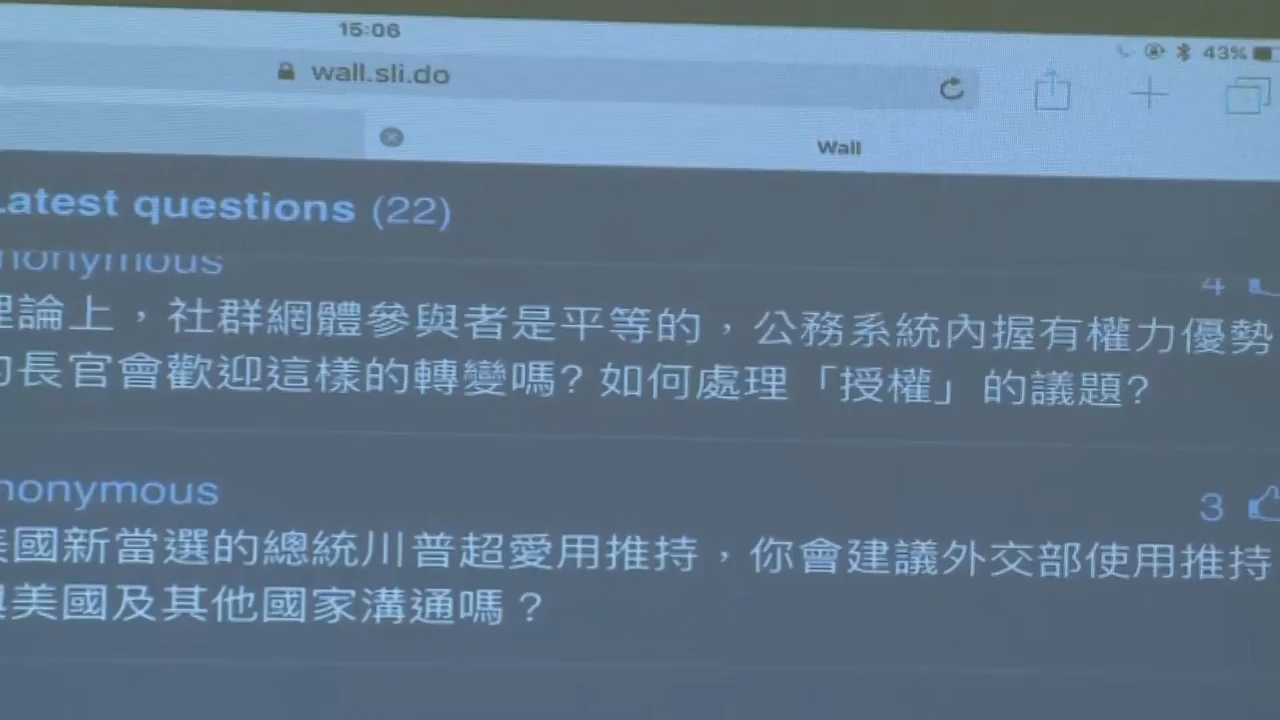 15:06
43%
wall.sli.do
Wall
Latest questions (22)
nonymous
4
理論上，社群網體參與者是平等的，公務系統內握有權力優勢
的長官會歡迎這樣的轉變嗎? 如何處理「授權」的議題?
nonymous
3
美國新當選的總統川普超愛用推持，你會建議外交部使用推持
與美國及其他國家溝通嗎？